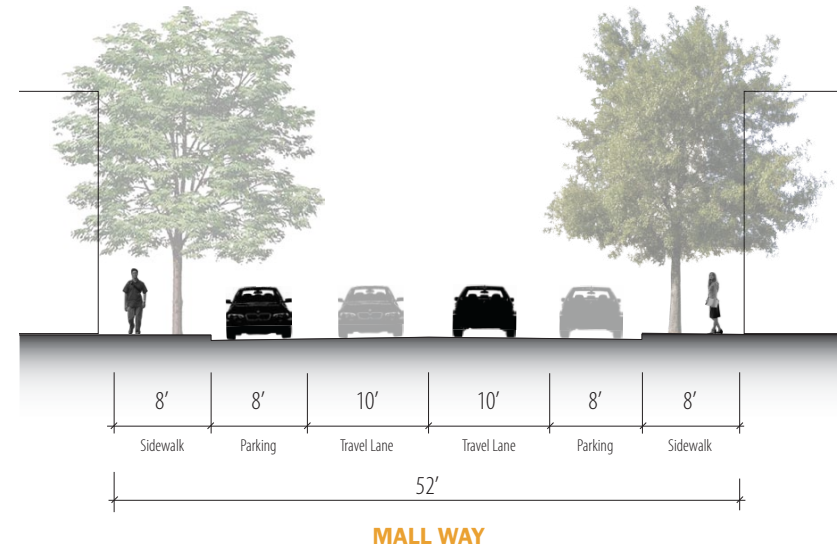 8’ 8’ 10’ 10’ 8’ 8’
Sidewalk Parking Travel Lane Travel Lane Parking Sidewalk
52’
MALL WAY